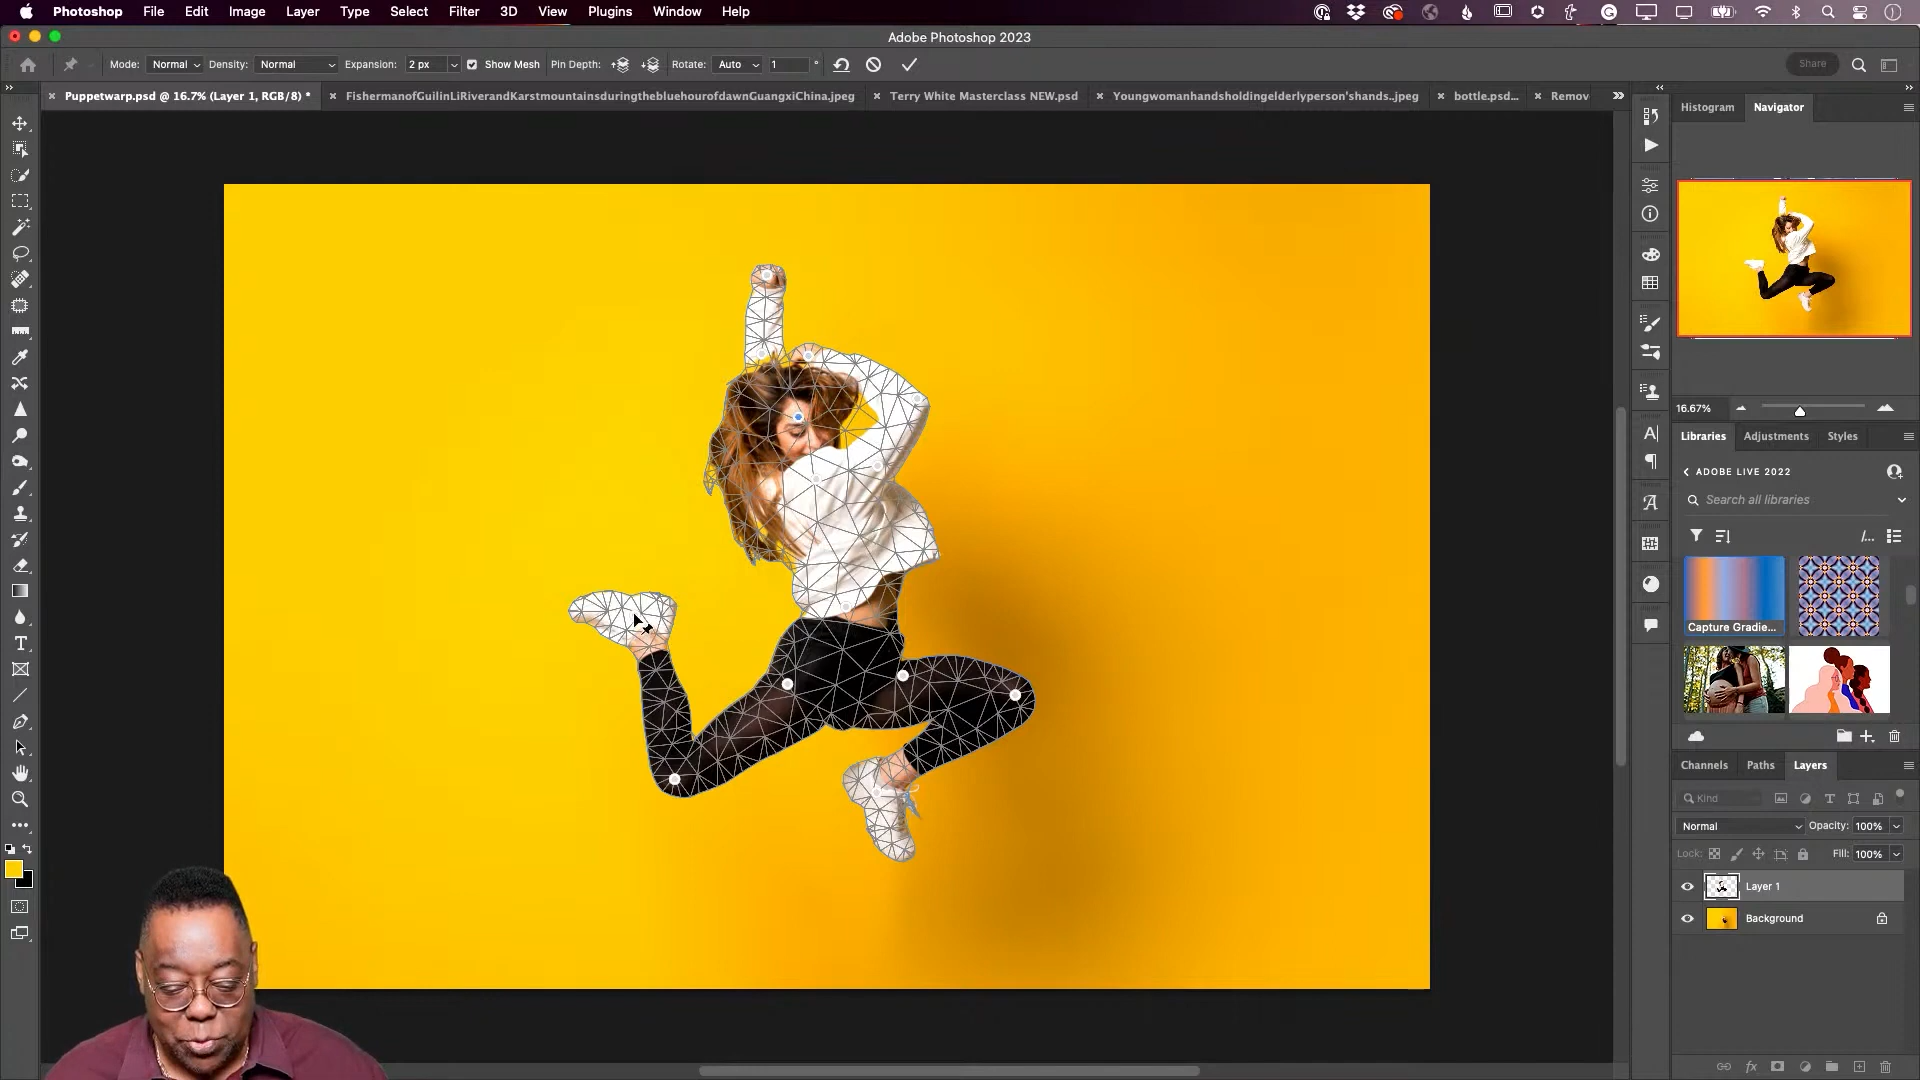 Photoshop File Edit Image Layer Type Select Filter 3D View Plugins Window Help
Adobe Photoshop 2023
Mode: Normal Density: Normal Expansion: 2 px Show Mesh Pin Depth: Rotate: Auto 1 °
Share
Puppetwarp.psd @ 16.7% (Layer 1, RGB/8) * FishermanofGuilinLiRiverandKarstmountainsduringthebluehourofdawnGuangxiChina.jpeg Terry White Masterclass NEW.psd Youngwomanhandsholdingelderlyperson'shands..jpeg bottle.psd... Remov
Histogram Navigator
16.67%
Libraries Adjustments Styles
ADOBE LIVE 2022
Search all libraries
/...
Capture Gradie...
Channels Paths Layers
Kind
Normal Opacity: 100%
Lock: Fill: 100%
Layer 1
Background